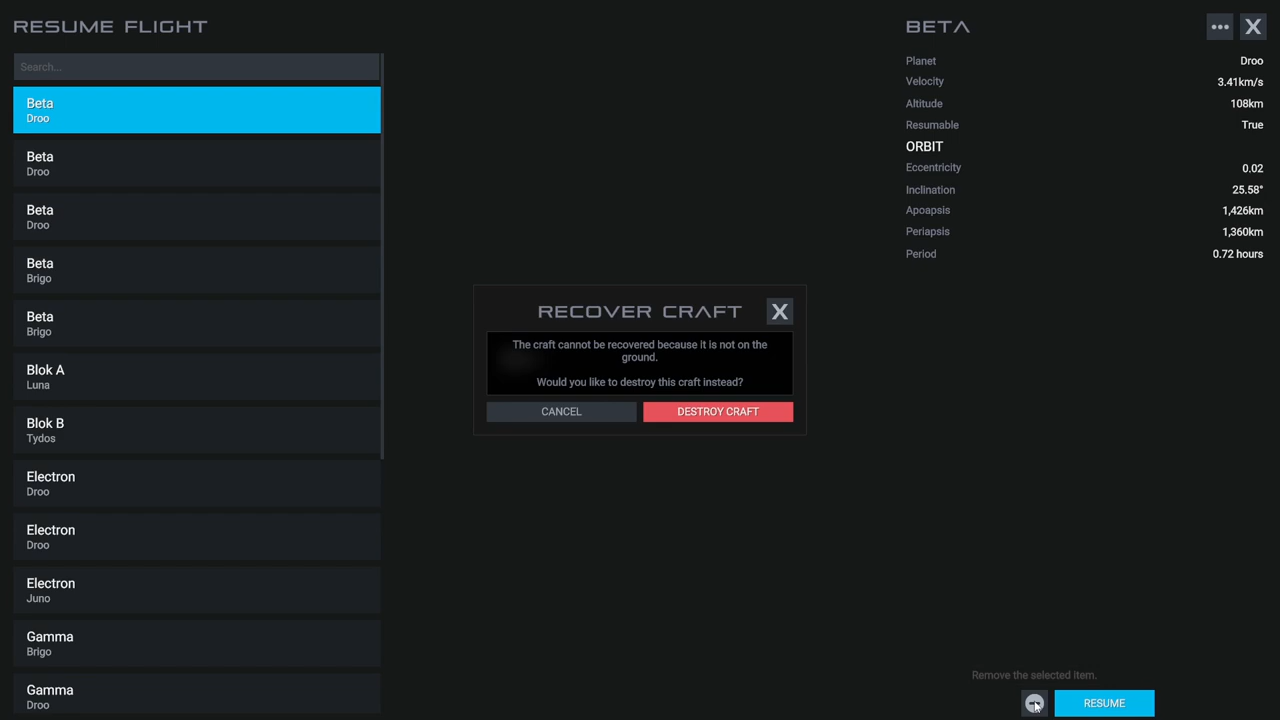 RESUME FLIGHT
Search...
Beta
Droo
Beta
Droo
Beta
Droo
Beta
Brigo
Beta
Brigo
Blok A
Luna
Blok B
Tydos
Electron
Droo
Electron
Droo
Electron
Juno
Gamma
Brigo
Gamma
Droo
RECOVER CRAFT
X
The craft cannot be recovered because it is not on the
ground.
Would you like to destroy this craft instead?
CANCEL
DESTROY CRAFT
BETA
X
Planet Droo
Velocity 3.41km/s
Altitude 108km
Resumable True
ORBIT
Eccentricity 0.02
Inclination 25.58°
Apoapsis 1,426km
Periapsis 1,360km
Period 0.72 hours
Remove the selected item.
RESUME